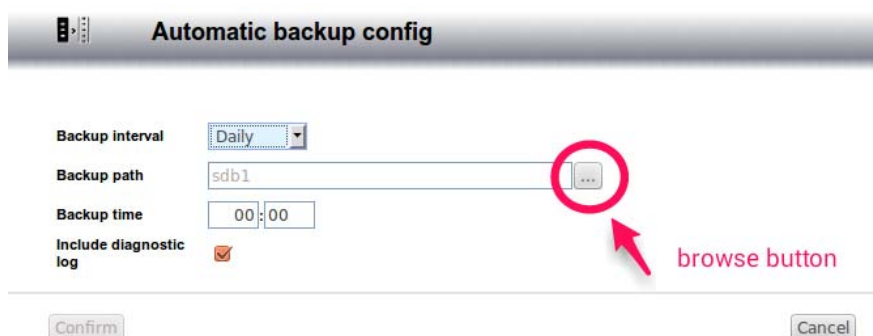 Automatic backup config
Backup interval Daily
Backup path sdb1 ...
Backup time 00:00
Include diagnostic
log
browse button
Confirm Cancel